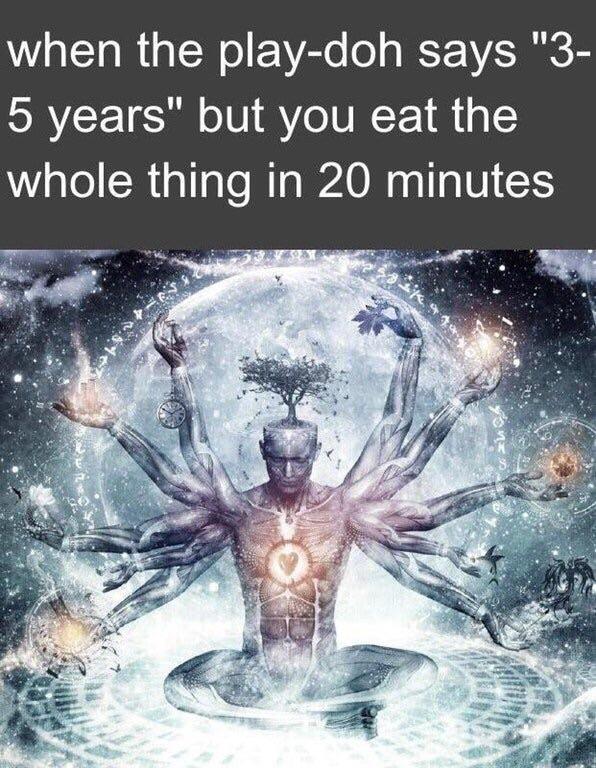 when the play-doh says "3-
5 years" but you eat the
whole thing in 20 minutes